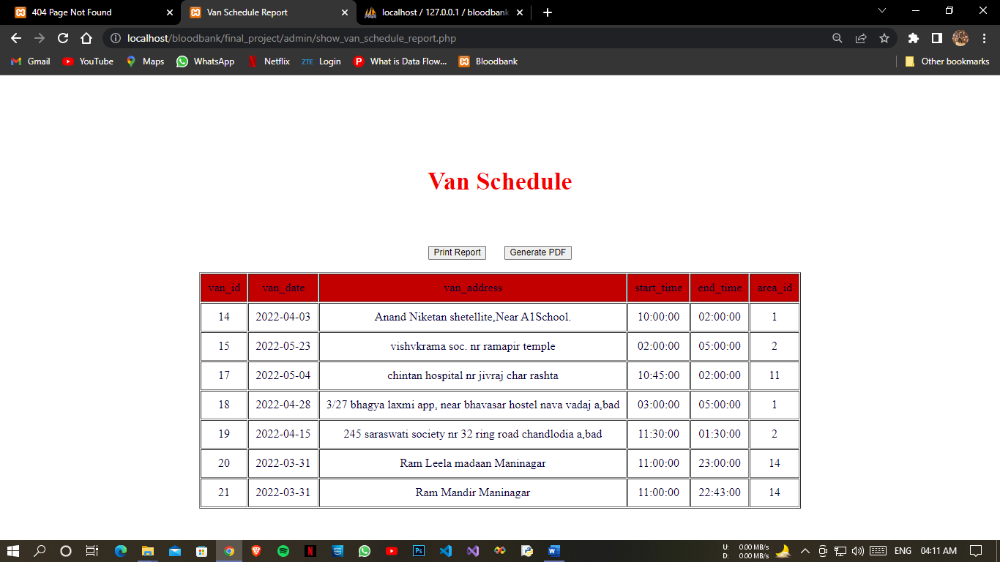 404 Page Not Found
Van Schedule Report
localhost / 127.0.0.1 / bloodbank
localhost/bloodbank/final_project/admin/show_van_schedule_report.php
Gmail YouTube Maps WhatsApp Netflix ZTE Login What is Data Flow... Bloodbank Other bookmarks
Van Schedule
Print Report Generate PDF
van_id van_date van_address start_time end_time area_id
14 2022-04-03 Anand Niketan shetellite,Near A1School. 10:00:00 02:00:00 1
15 2022-05-23 vishvkrama soc. nr ramapir temple 02:00:00 05:00:00 2
17 2022-05-04 chintan hospital nr jivraj char rashta 10:45:00 02:00:00 11
18 2022-04-28 3/27 bhagya laxmi app, near bhavasar hostel nava vadaj a,bad 03:00:00 05:00:00 1
19 2022-04-15 245 saraswati society nr 32 ring road chandlodia a,bad 11:30:00 01:30:00 2
20 2022-03-31 Ram Leela madaan Maninagar 11:00:00 23:00:00 14
21 2022-03-31 Ram Mandir Maninagar 11:00:00 22:43:00 14
U: 0.00 MB/s
D: 0.00 MB/s
ENG 04:11 AM